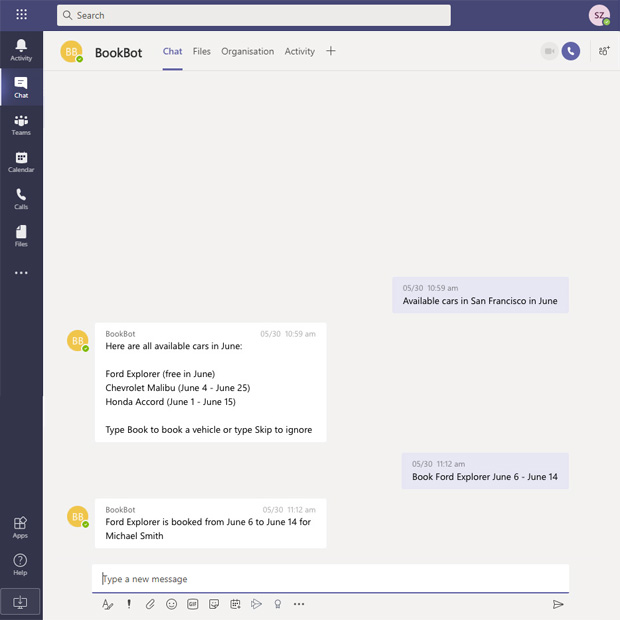 Search
SZ
Activity
Chat
Teams
Calendar
Calls
Files
Apps
Help
BB
BookBot
Chat Files Organisation Activity
05/30 10:59 am
Available cars in San Francisco in June
BB
BookBot 05/30 10:59 am
Here are all available cars in June:
Ford Explorer (free in June)
Chevrolet Malibu (June 4 - June 25)
Honda Accord (June 1 - June 15)
Type Book to book a vehicle or type Skip to ignore
05/30 11:12 am
Book Ford Explorer June 6 - June 14
BB
BookBot 05/30 11:12 am
Ford Explorer is booked from June 6 to June 14 for
Michael Smith
Type a new message
GIF